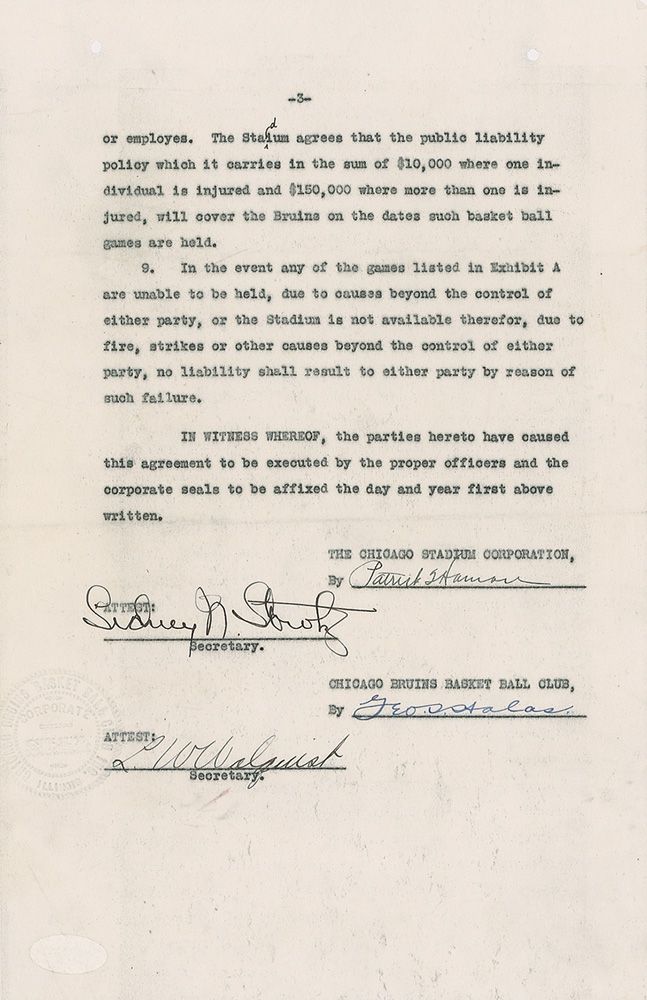 -3-
or employes. The Stadium agrees that the public liability
policy which it carries in the sum of $10,000 where one in-
dividual is injured and $150,000 where more than one is in-
jured, will cover the Bruins on the dates such basket ball
games are held.
9. In the event any of the games listed in Exhibit A
are unable to be held, due to causes beyond the control of
either party, or the Stadium is not available therefor, due to
fire, strikes or other causes beyond the control of either
party, no liability shall result to either party by reason of
such failure.
IN WITNESS WHEREOF, the parties hereto have caused
this agreement to be executed by the proper officers and the
corporate seals to be affixed the day and year first above
written.
THE CHICAGO STADIUM CORPORATION,
By Patrick
ATTEST:
Sidney N. Strotz
Secretary.
CHICAGO BRUINS BASKET BALL CLUB,
By Geo. S. Halas.
ATTEST:
L W Walquist
Secretary.